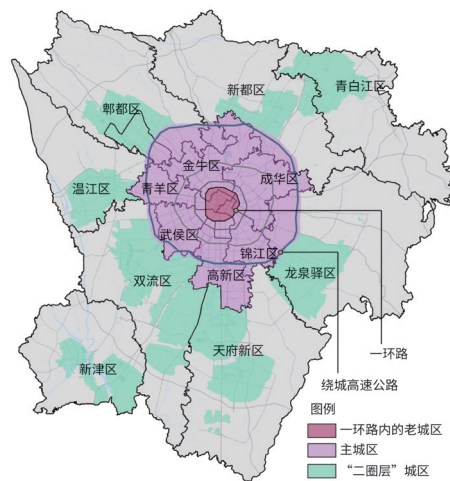 青白江区
新都区
郫都区
金牛区
成华区
温江区
青羊区
武侯区
锦江区
双流区
高新区
龙泉驿区
天府新区
一环路
新津区
绕城高速公路
图例
一环路内的老城区
主城区
“二圈层”城区